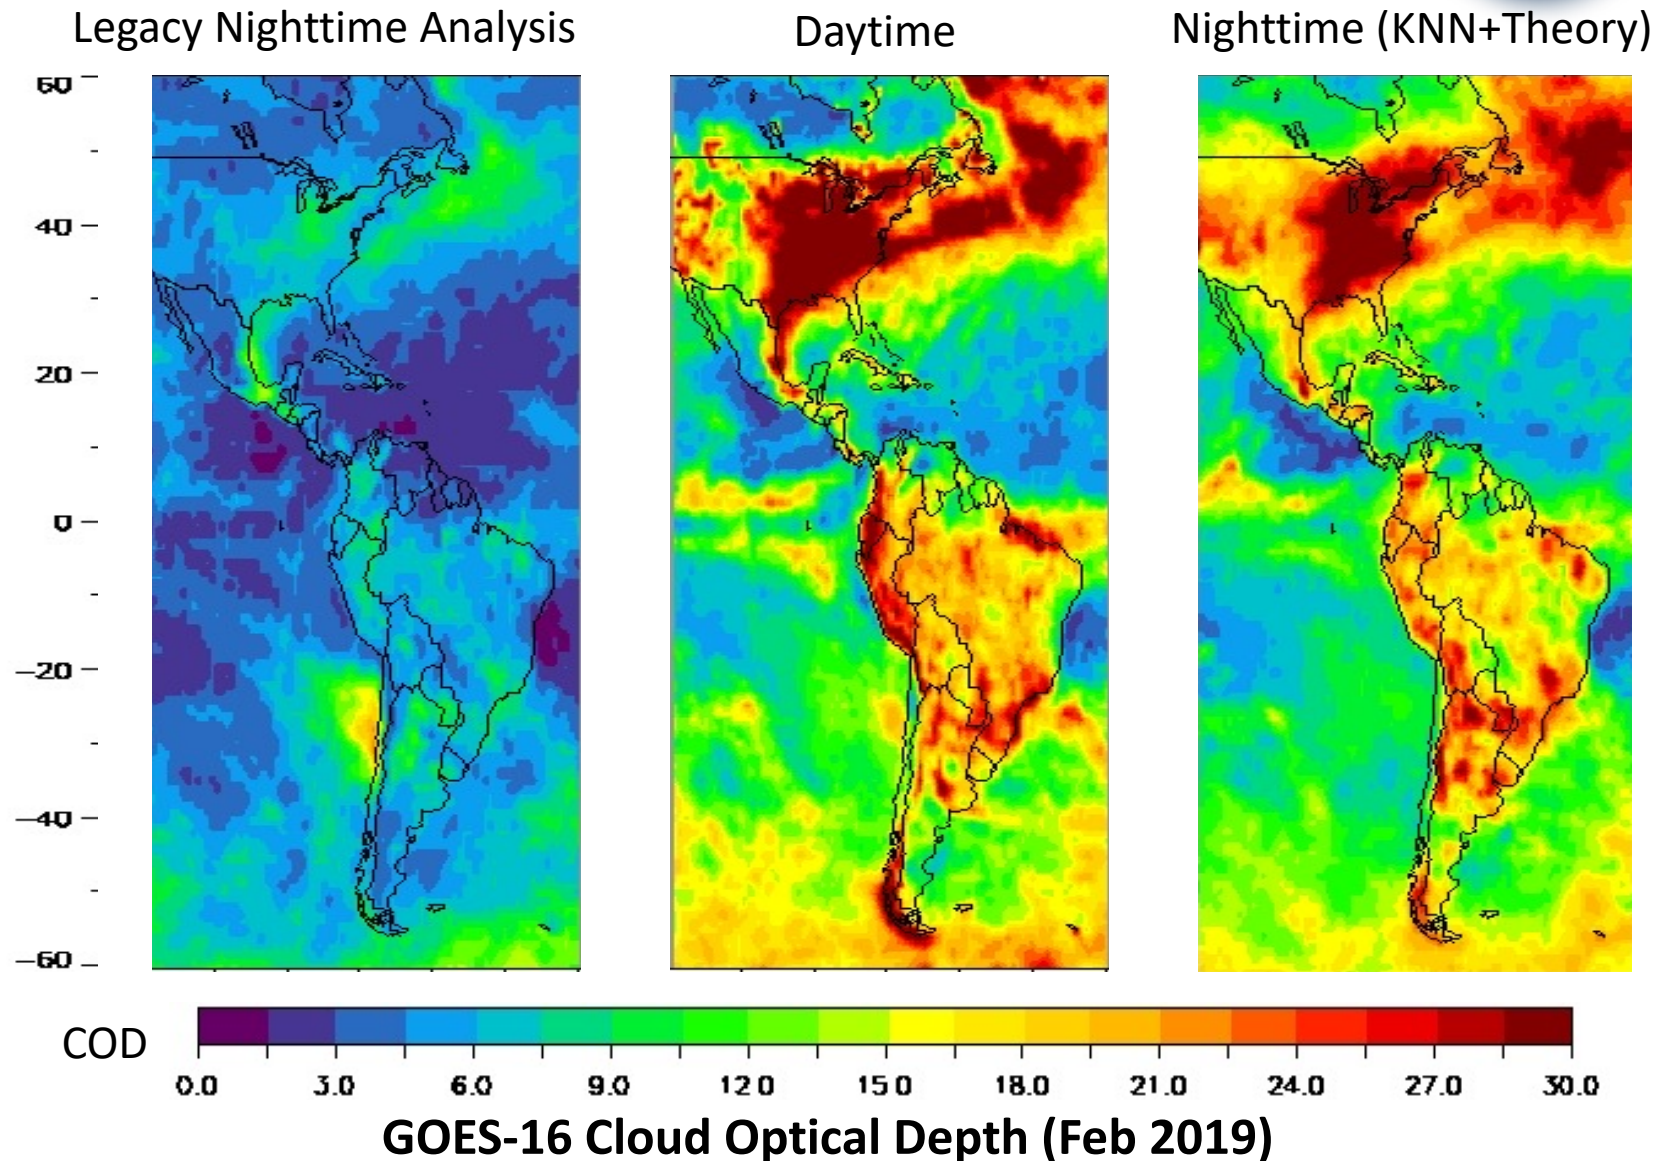 Legacy Nighttime Analysis
Daytime
Nighttime (KNN+Theory)
60
40
20
0
−20
−40
−60
COD
0.0 3.0 6.0 9.0 12.0 15.0 18.0 21.0 24.0 27.0 30.0
GOES-16 Cloud Optical Depth (Feb 2019)